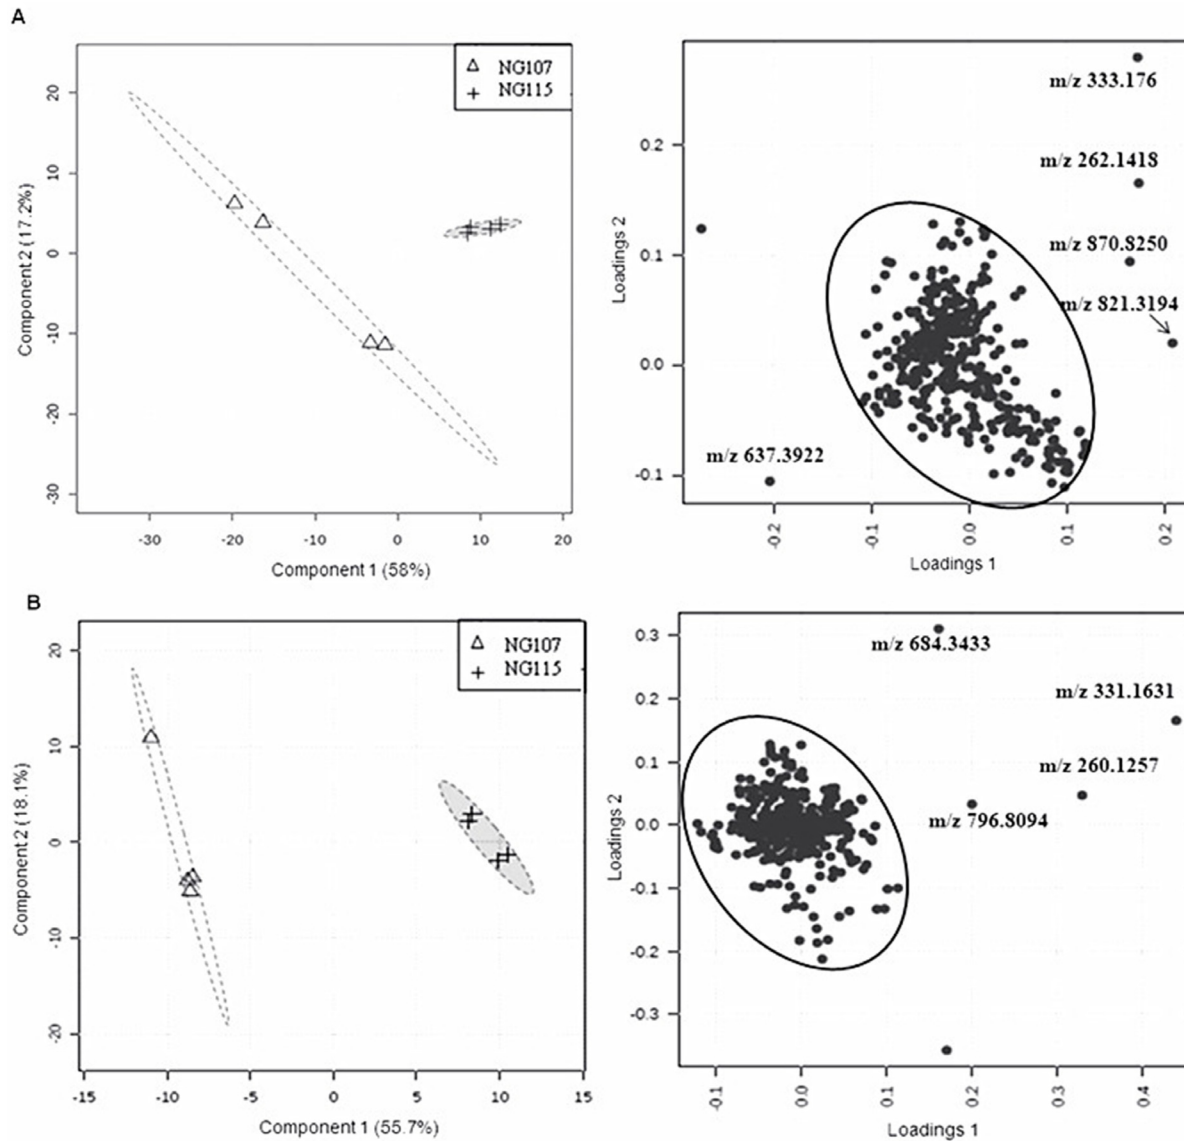 A
NG107
NG115
20
10
0
-10
-20
-30
Component 2 (17.2%)
-30
-20
-10
0
10
20
Component 1 (58%)
m/z 333.176
m/z 262.1418
m/z 870.8250
m/z 821.3194
m/z 637.3922
0.2
0.1
0.0
-0.1
Loadings 2
-0.2
-0.1
0.0
0.1
0.2
Loadings 1
B
NG107
NG115
20
10
0
-10
-20
Component 2 (18.1%)
-15
-10
-5
0
5
10
15
Component 1 (55.7%)
m/z 684.3433
m/z 331.1631
m/z 260.1257
m/z 796.8094
0.3
0.2
0.1
0.0
-0.1
-0.2
-0.3
Loadings 2
-0.1
0.0
0.1
0.2
0.3
0.4
Loadings 1